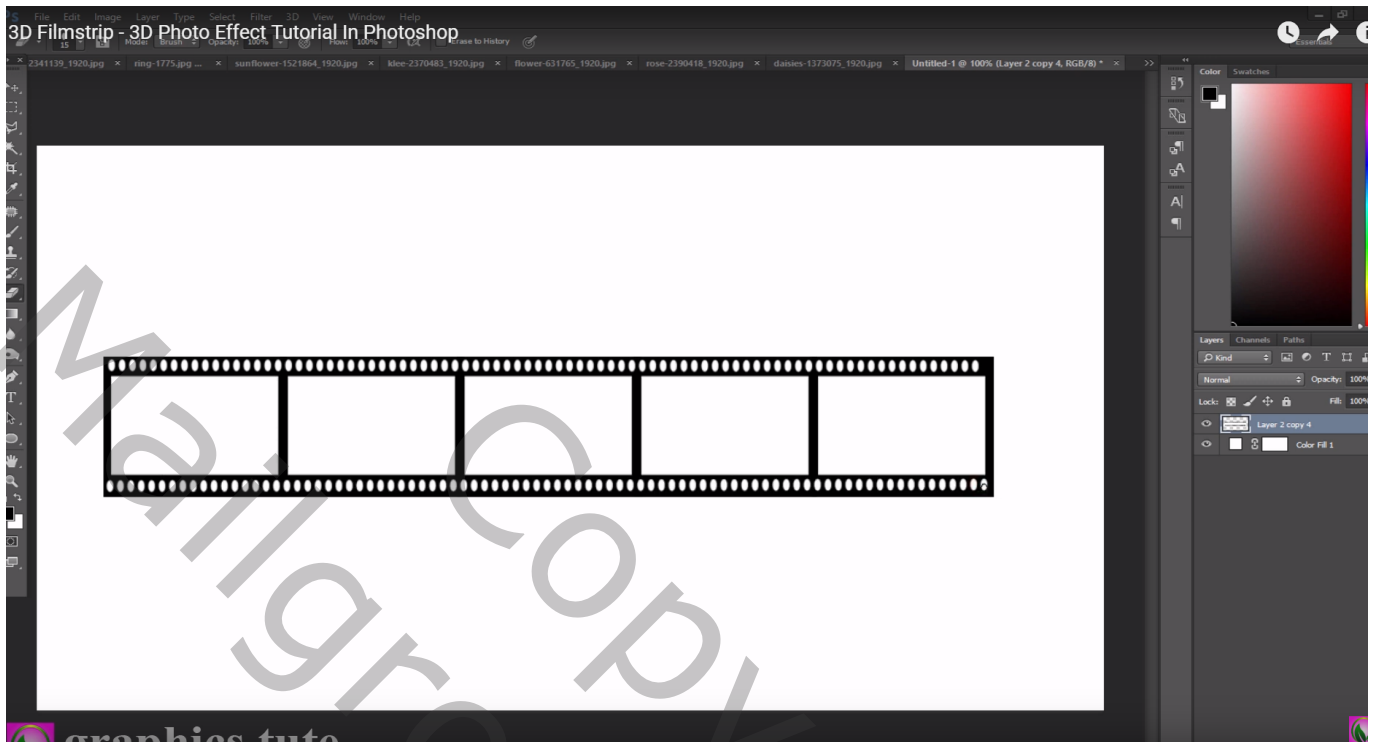 PS File Edit Image Layer Type Select Filter 3D View Window Help
3D Filmstrip - 3D Photo Effect Tutorial In Photoshop
15 Mode: Brush Opacity: 100% Flow: 100% Erase to History
Essentials
2341139_1920.jpg × ring-1775.jpg ... × sunflower-1521864_1920.jpg × idee-2370483_1920.jpg × flower-631765_1920.jpg × rose-2390418_1920.jpg × daisies-1373075_1920.jpg × Untitled-1 @ 100% (Layer 2 copy 4, RGB/8) * ×
Color Swatches
Layers Channels Paths
Kind
Normal Opacity: 100%
Lock: Fill: 100%
Layer 2 copy 4
Color Fill 1
Copy
Mailgro
graphics tute